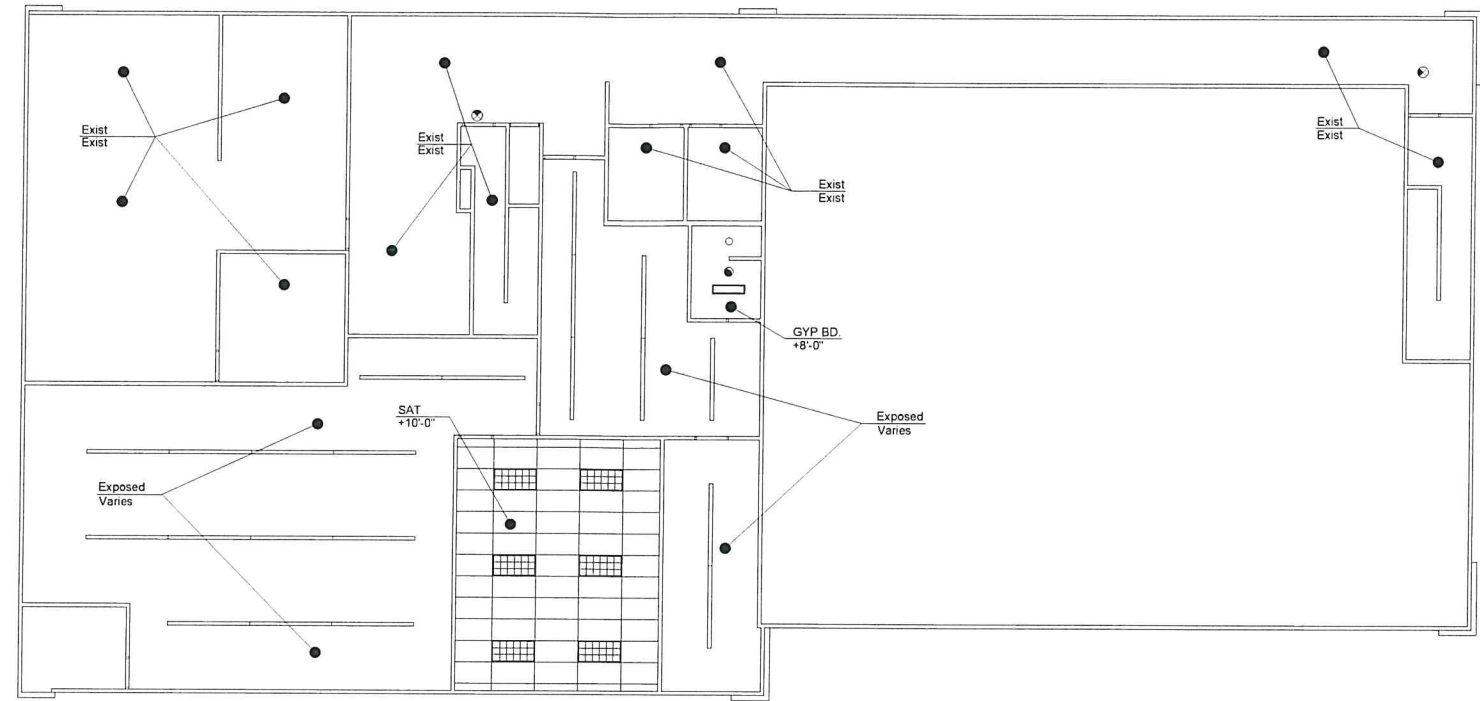 Exist
Exist
Exist
Exist
Exist
Exist
Exist
Exist
GYP BD.
+8'-0"
SAT
+10'-0"
Exposed
Varies
Exposed
Varies